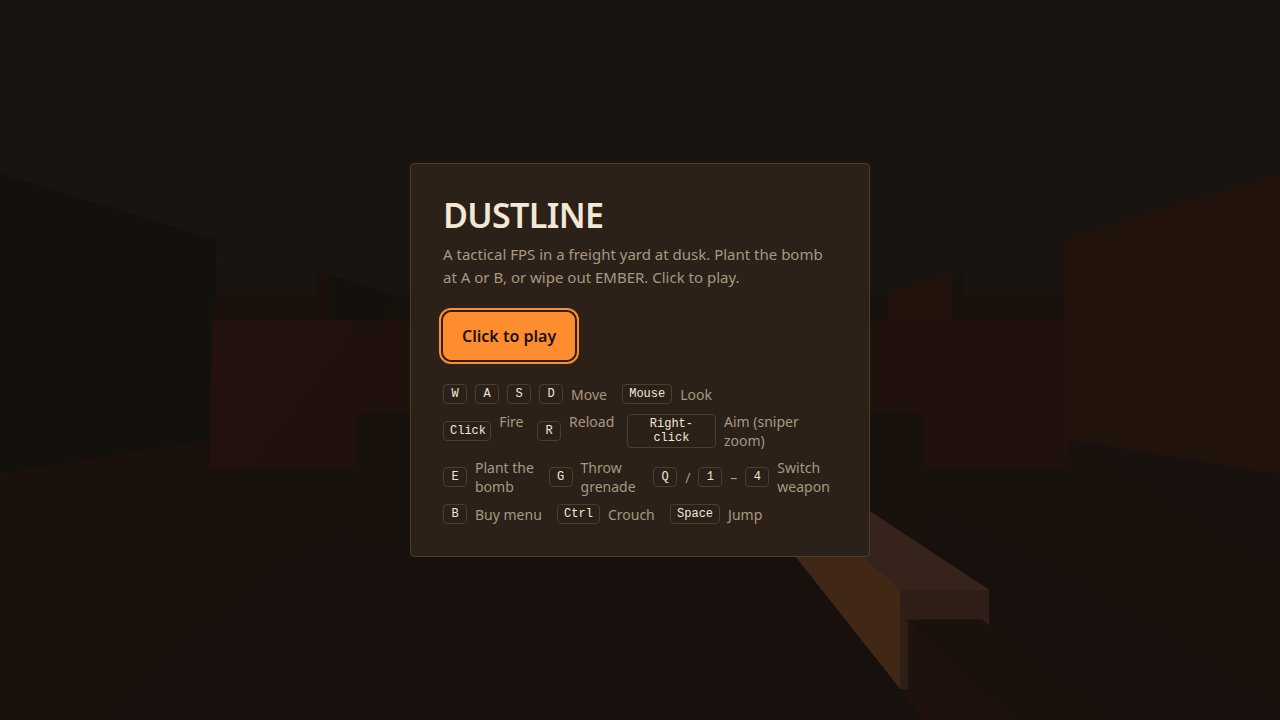 DUSTLINE
A tactical FPS in a freight yard at dusk. Plant the bomb
at A or B, or wipe out EMBER. Click to play.
Click to play
W A S D Move Mouse Look
Click Fire R Reload Right-click Aim (sniper zoom)
E Plant the bomb G Throw grenade Q / 1 – 4 Switch weapon
B Buy menu Ctrl Crouch Space Jump